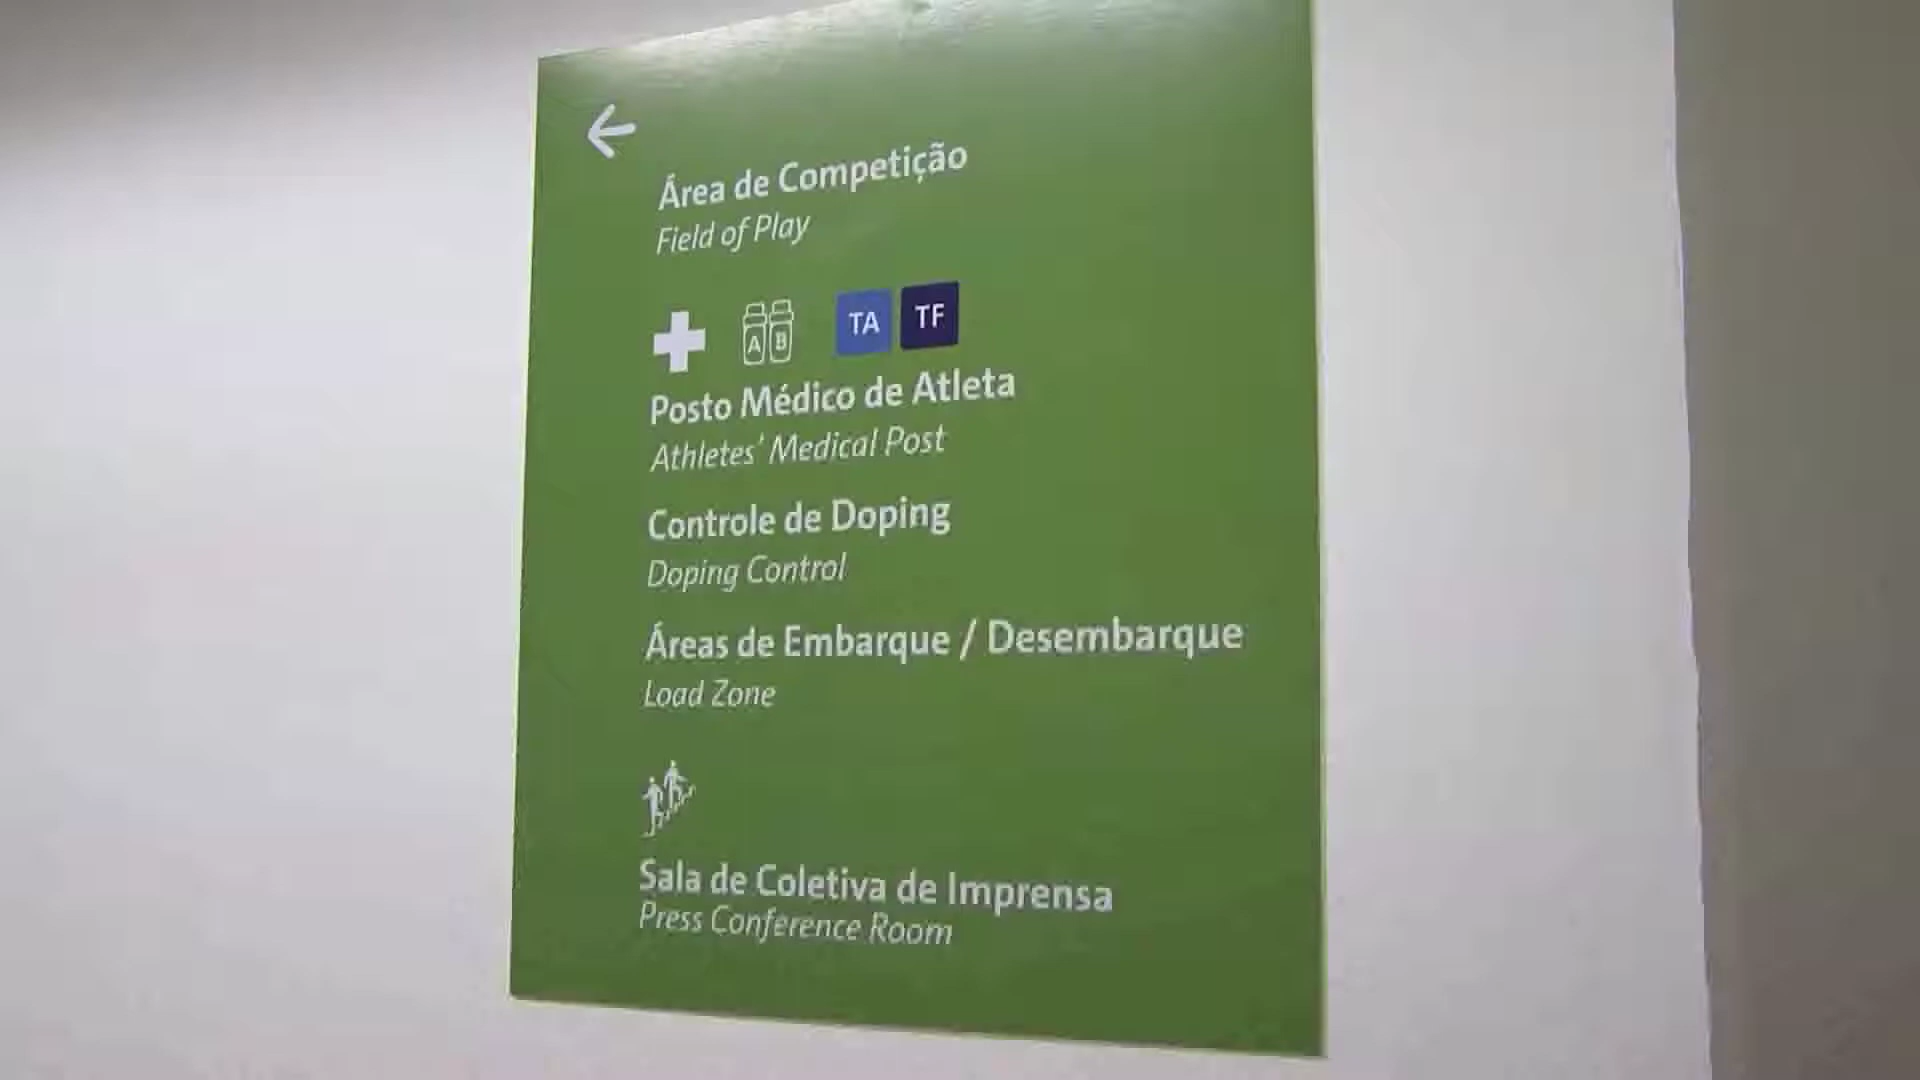 Área de Competição
Field of Play
A B TA TF
Posto Médico de Atleta
Athletes' Medical Post
Controle de Doping
Doping Control
Áreas de Embarque / Desembarque
Load Zone
Sala de Coletiva de Imprensa
Press Conference Room